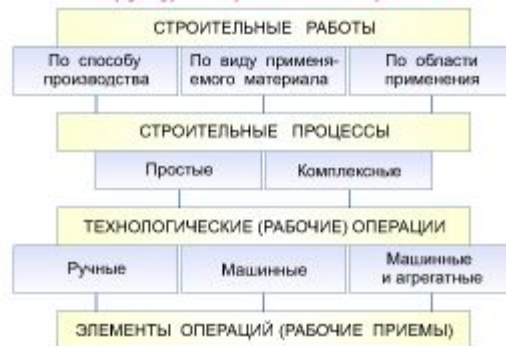 СТРОИТЕЛЬНЫЕ РАБОТЫ
По способу производства
По виду применя-
емого материала
По области применения
СТРОИТЕЛЬНЫЕ ПРОЦЕССЫ
Простые
Комплексные
ТЕХНОЛОГИЧЕСКИЕ (РАБОЧИЕ) ОПЕРАЦИИ
Ручные
Машинные
Машинные
и агрегатные
ЭЛЕМЕНТЫ ОПЕРАЦИЙ (РАБОЧИЕ ПРИЕМЫ)